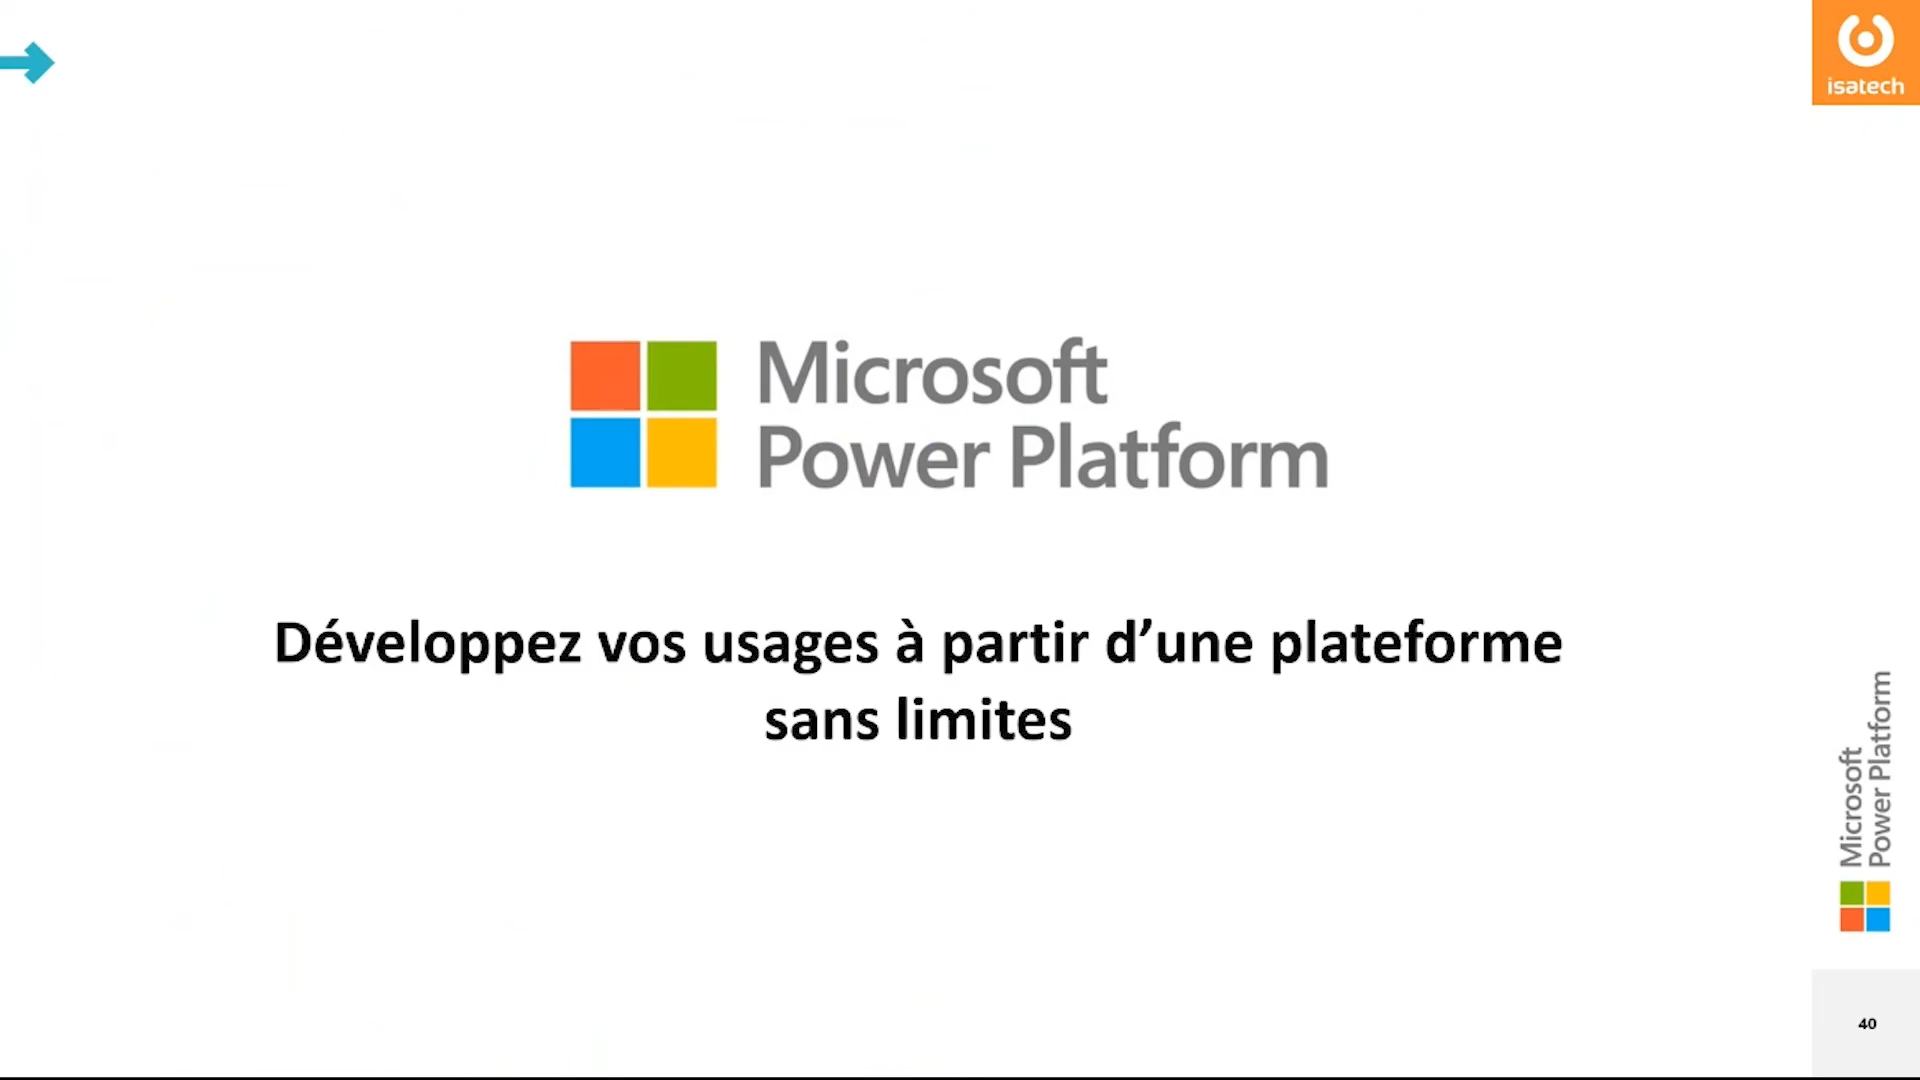 isatech
Microsoft
Power Platform
Développez vos usages à partir d’une plateforme
sans limites
Microsoft
Power Platform
40